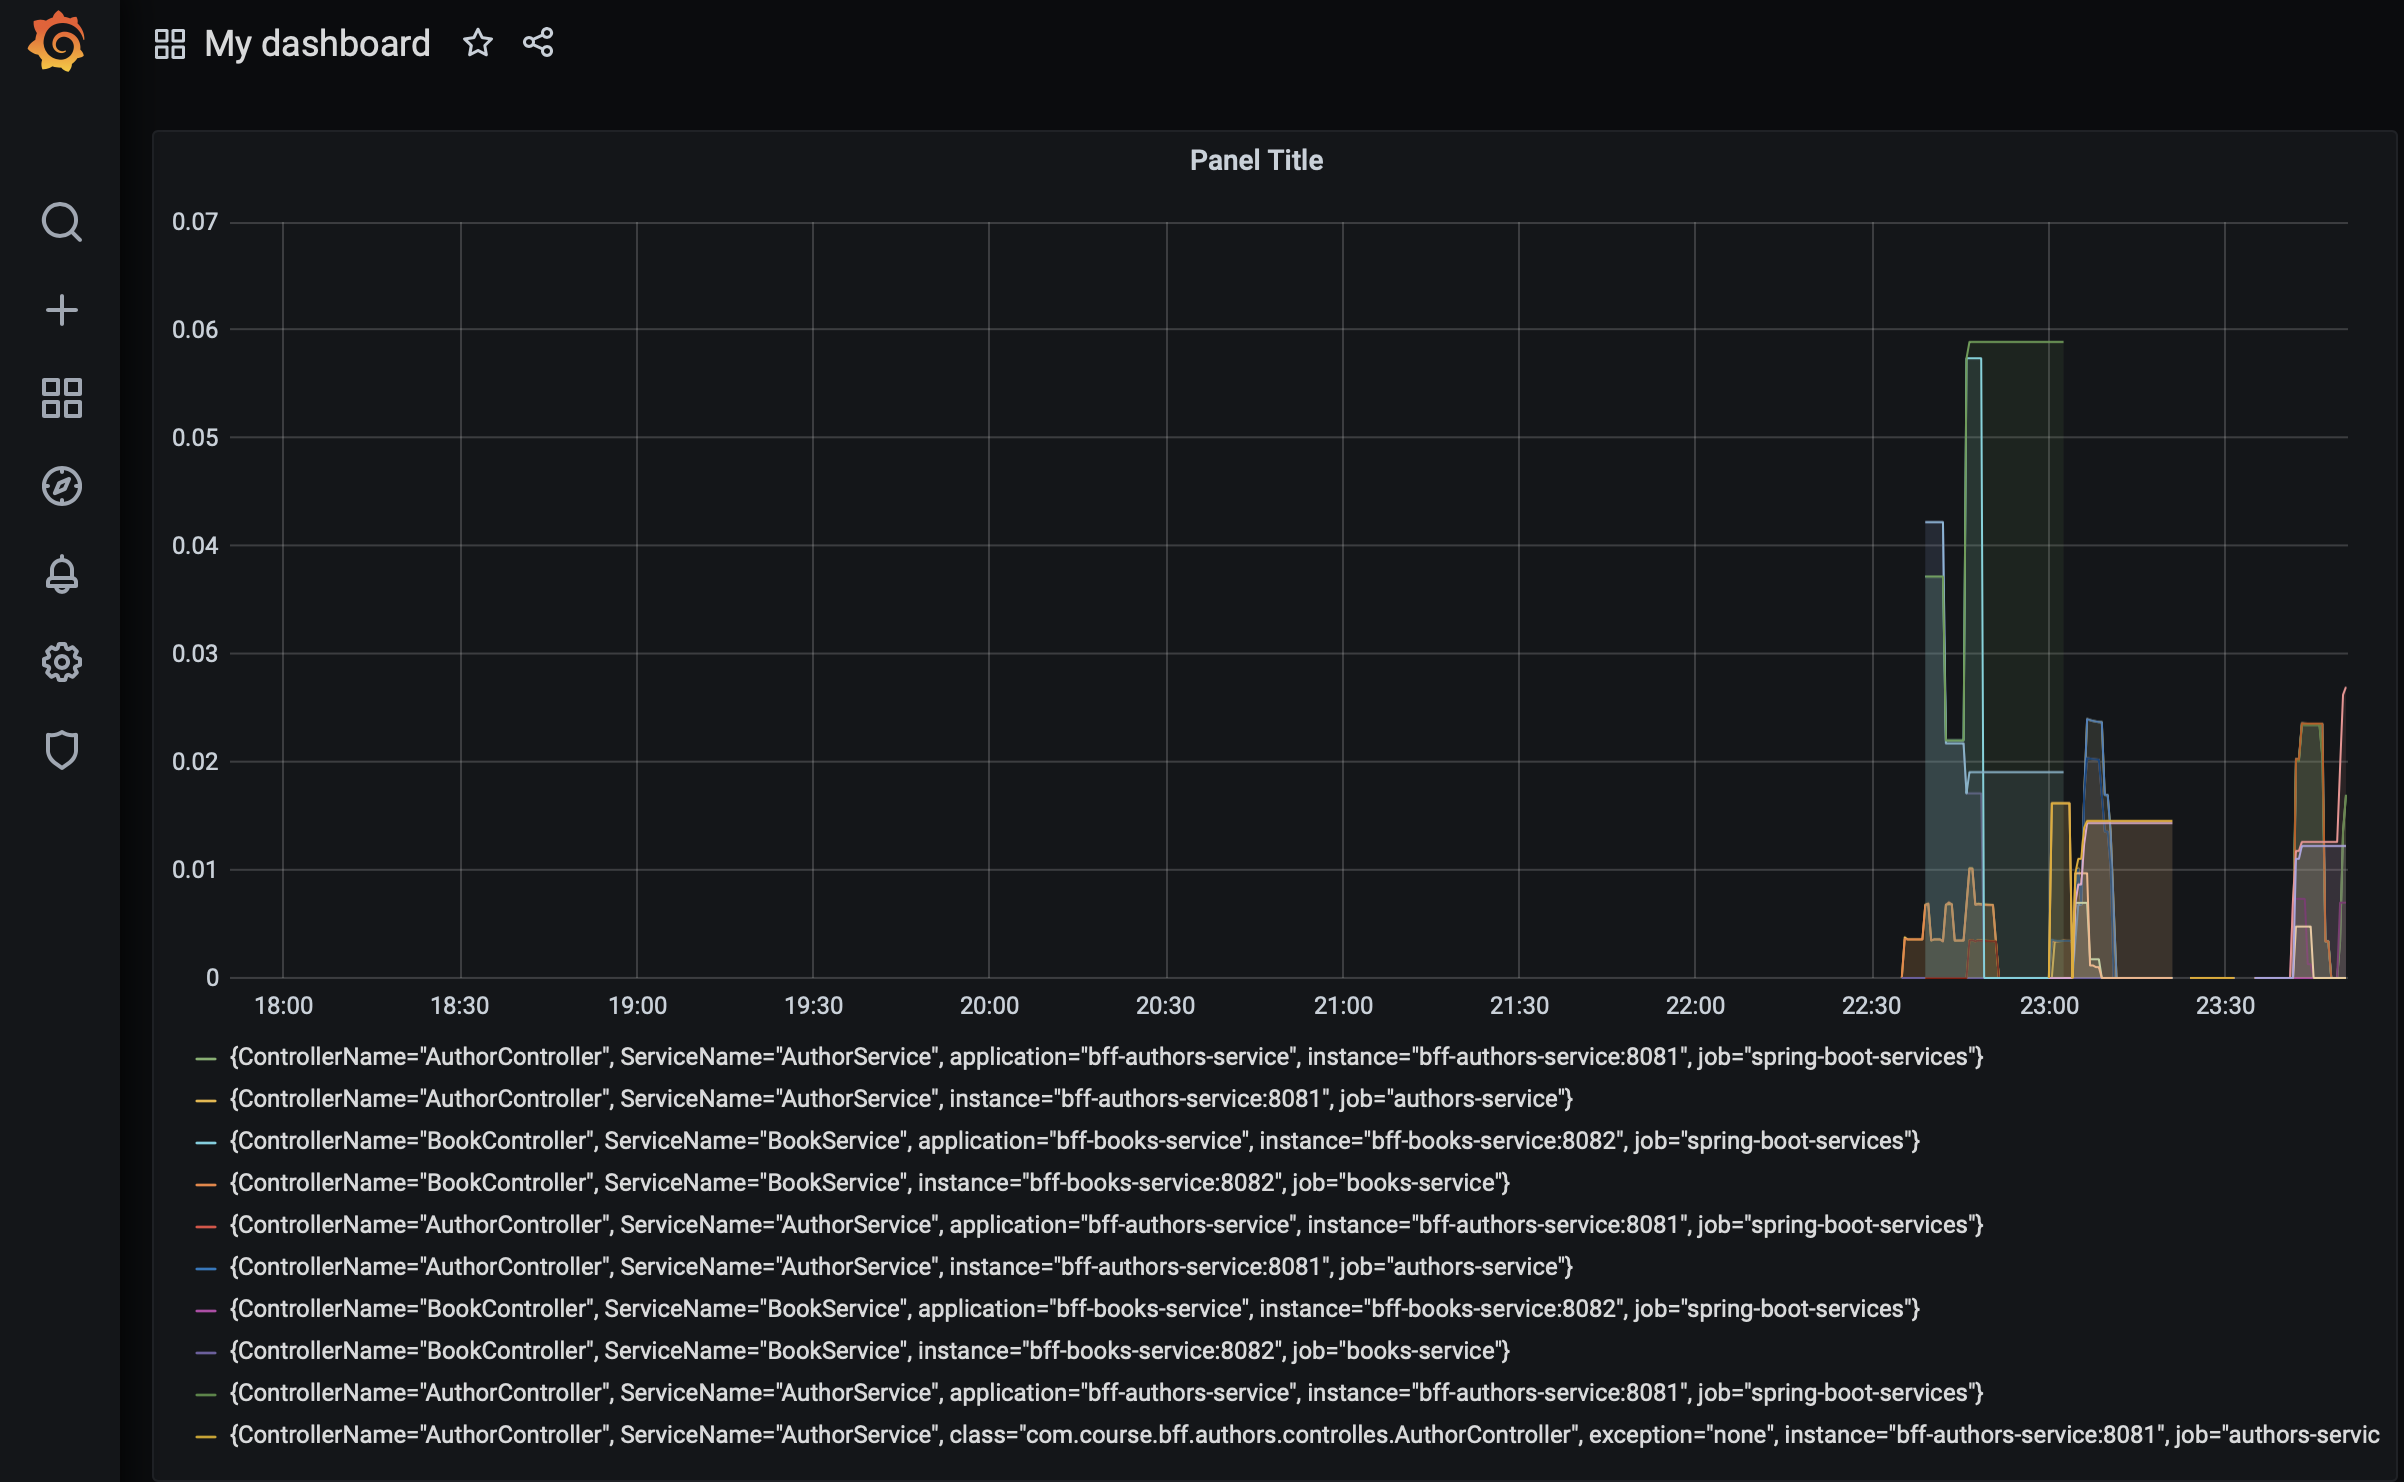 My dashboard
Panel Title
0.07
0.06
0.05
0.04
0.03
0.02
0.01
0
18:00 18:30 19:00 19:30 20:00 20:30 21:00 21:30 22:00 22:30 23:00 23:30
{ControllerName="AuthorController", ServiceName="AuthorService", application="bff-authors-service", instance="bff-authors-service:8081", job="spring-boot-services"}
{ControllerName="AuthorController", ServiceName="AuthorService", instance="bff-authors-service:8081", job="authors-service"}
{ControllerName="BookController", ServiceName="BookService", application="bff-books-service", instance="bff-books-service:8082", job="spring-boot-services"}
{ControllerName="BookController", ServiceName="BookService", instance="bff-books-service:8082", job="books-service"}
{ControllerName="AuthorController", ServiceName="AuthorService", application="bff-authors-service", instance="bff-authors-service:8081", job="spring-boot-services"}
{ControllerName="AuthorController", ServiceName="AuthorService", instance="bff-authors-service:8081", job="authors-service"}
{ControllerName="BookController", ServiceName="BookService", application="bff-books-service", instance="bff-books-service:8082", job="spring-boot-services"}
{ControllerName="BookController", ServiceName="BookService", instance="bff-books-service:8082", job="books-service"}
{ControllerName="AuthorController", ServiceName="AuthorService", application="bff-authors-service", instance="bff-authors-service:8081", job="spring-boot-services"}
{ControllerName="AuthorController", ServiceName="AuthorService", class="com.course.bff.authors.controlles.AuthorController", exception="none", instance="bff-authors-service:8081", job="authors-servic